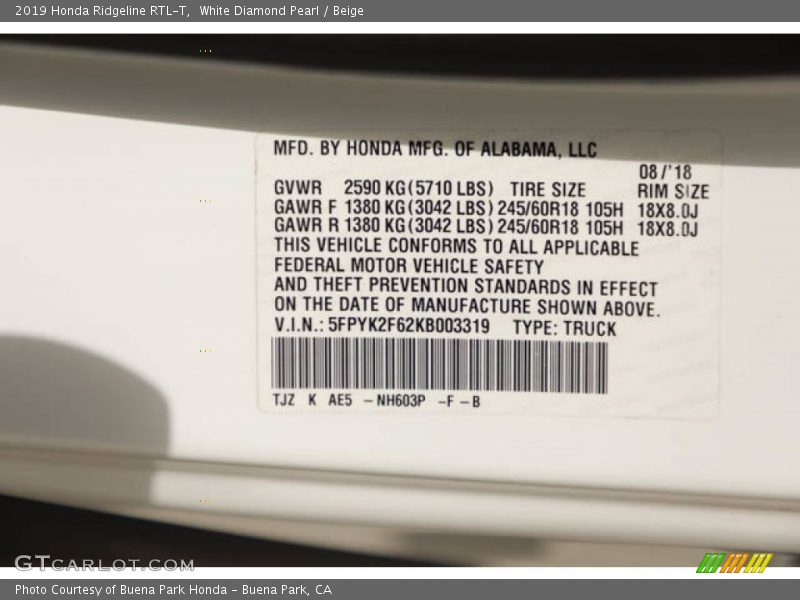 2019 Honda Ridgeline RTL-T, White Diamond Pearl / Beige
MFD. BY HONDA MFG. OF ALABAMA, LLC
08/'18
GVWR 2590 KG(5710 LBS) TIRE SIZE RIM SIZE
GAWR F 1380 KG(3042 LBS) 245/60R18 105H 18X8.0J
GAWR R 1380 KG(3042 LBS) 245/60R18 105H 18X8.0J
THIS VEHICLE CONFORMS TO ALL APPLICABLE
FEDERAL MOTOR VEHICLE SAFETY
AND THEFT PREVENTION STANDARDS IN EFFECT
ON THE DATE OF MANUFACTURE SHOWN ABOVE.
V.I.N.: 5FPYK2F62KB003319 TYPE: TRUCK
TJZ K AE5 -NH603P -F -B
GTCARLOT.COM
Photo Courtesy of Buena Park Honda - Buena Park, CA